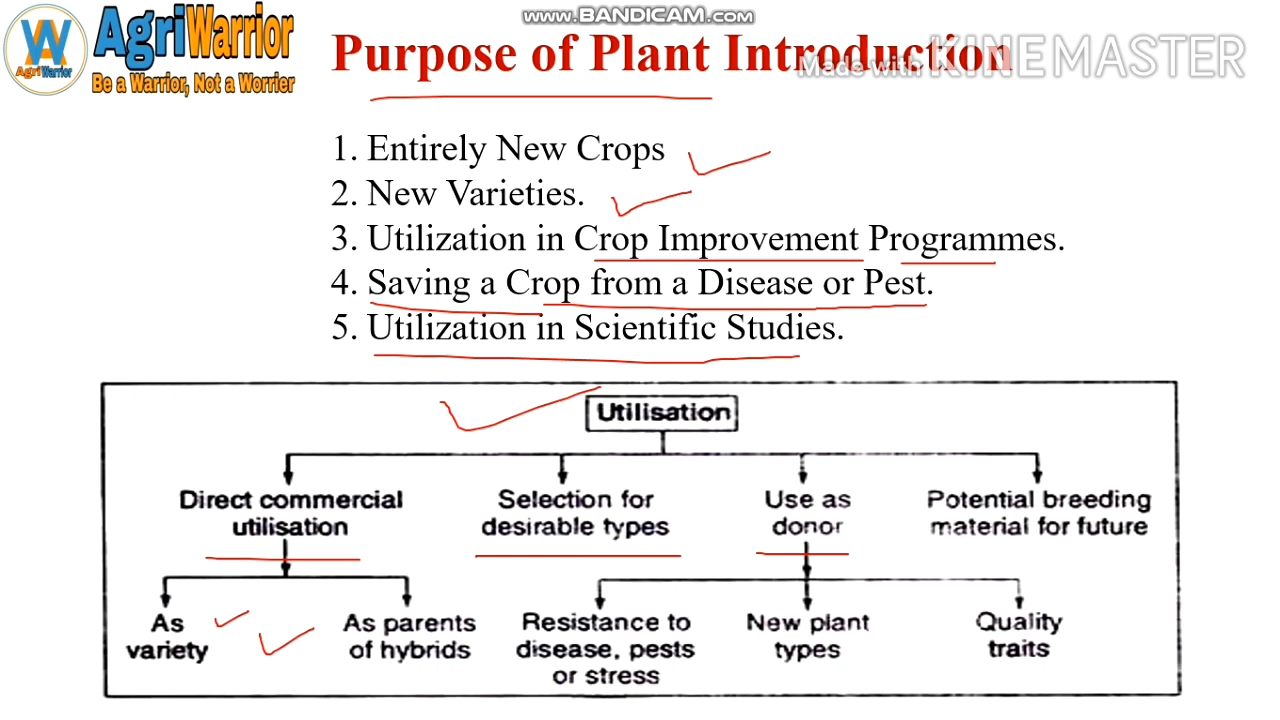 www.BANDICAM.com
AgriWarrior
Be a Warrior, Not a Worrier
AgriWarrior
Purpose of Plant Introduction
Made with KINEMASTER
1. Entirely New Crops
2. New Varieties.
3. Utilization in Crop Improvement Programmes.
4. Saving a Crop from a Disease or Pest.
5. Utilization in Scientific Studies.
Utilisation
Direct commercial
utilisation
Selection for
desirable types
Use as
donor
Potential breeding
material for future
As
variety
As parents
of hybrids
Resistance to
disease, pests
or stress
New plant
types
Quality
traits